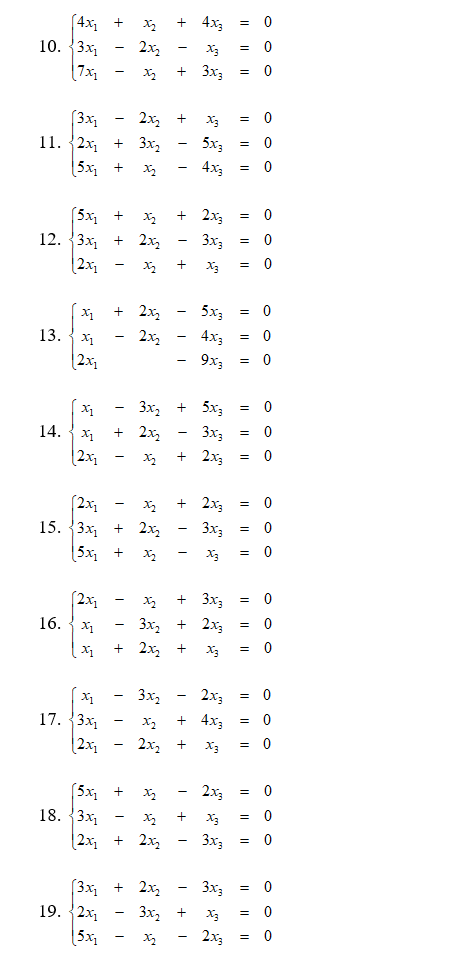 4x₁ + x₂ + 4x₃ = 0
10. 3x₁ − 2x₂ − x₃ = 0
7x₁ − x₂ + 3x₃ = 0
3x₁ − 2x₂ + x₃ = 0
11. 2x₁ + 3x₂ − 5x₃ = 0
5x₁ + x₂ − 4x₃ = 0
5x₁ + x₂ + 2x₃ = 0
12. 3x₁ + 2x₂ − 3x₃ = 0
2x₁ − x₂ + x₃ = 0
x₁ + 2x₂ − 5x₃ = 0
13. x₁ − 2x₂ − 4x₃ = 0
2x₁ − 9x₃ = 0
x₁ − 3x₂ + 5x₃ = 0
14. x₁ + 2x₂ − 3x₃ = 0
2x₁ − x₂ + 2x₃ = 0
2x₁ − x₂ + 2x₃ = 0
15. 3x₁ + 2x₂ − 3x₃ = 0
5x₁ + x₂ − x₃ = 0
2x₁ − x₂ + 3x₃ = 0
16. x₁ − 3x₂ + 2x₃ = 0
x₁ + 2x₂ + x₃ = 0
x₁ − 3x₂ − 2x₃ = 0
17. 3x₁ − x₂ + 4x₃ = 0
2x₁ − 2x₂ + x₃ = 0
5x₁ + x₂ − 2x₃ = 0
18. 3x₁ − x₂ + x₃ = 0
2x₁ + 2x₂ − 3x₃ = 0
3x₁ + 2x₂ − 3x₃ = 0
19. 2x₁ − 3x₂ + x₃ = 0
5x₁ − x₂ − 2x₃ = 0